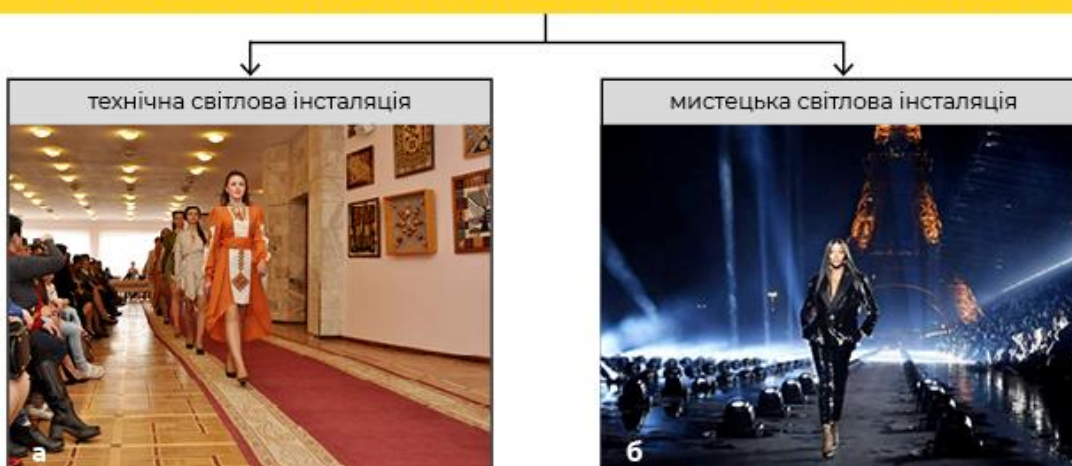 технічна світлова інсталяція
мистецька світлова інсталяція
а
б